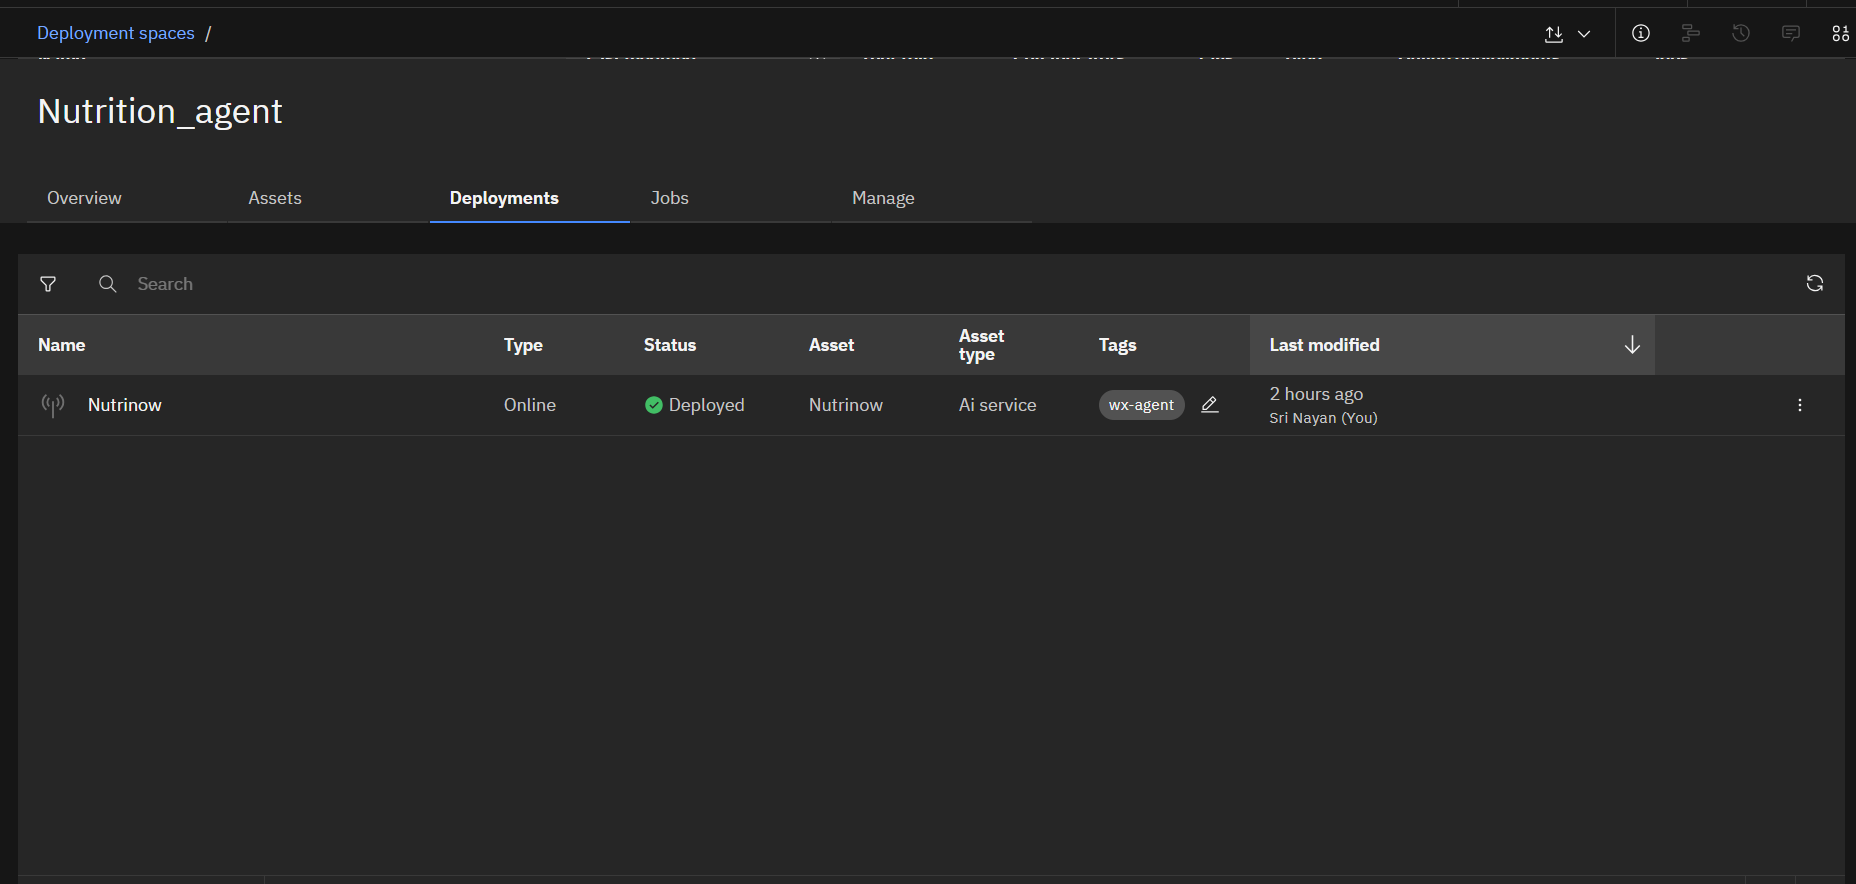 Deployment spaces /
Nutrition_agent
Overview Assets Deployments Jobs Manage
Search
Name Type Status Asset Asset type Tags Last modified
Nutrinow Online Deployed Nutrinow Ai service wx-agent 2 hours ago
Sri Nayan (You)